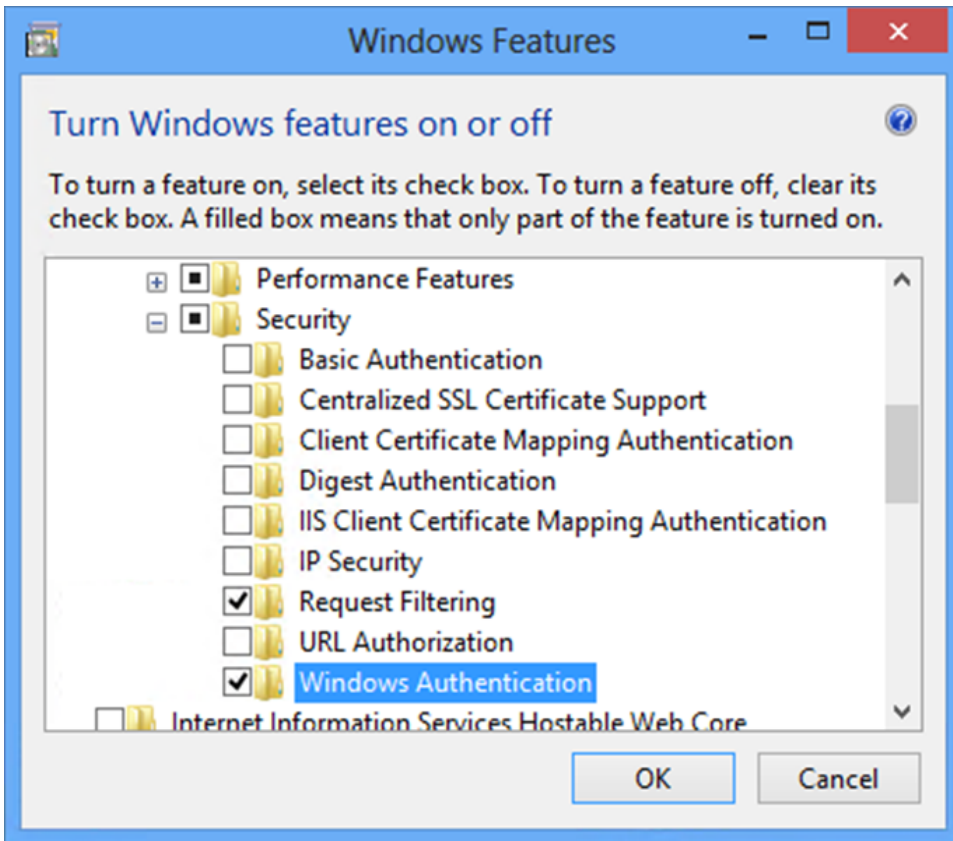 Windows Features
Turn Windows features on or off
To turn a feature on, select its check box. To turn a feature off, clear its
check box. A filled box means that only part of the feature is turned on.
Performance Features
Security
Basic Authentication
Centralized SSL Certificate Support
Client Certificate Mapping Authentication
Digest Authentication
IIS Client Certificate Mapping Authentication
IP Security
Request Filtering
URL Authorization
Windows Authentication
Internet Information Services Hostable Web Core
OK Cancel